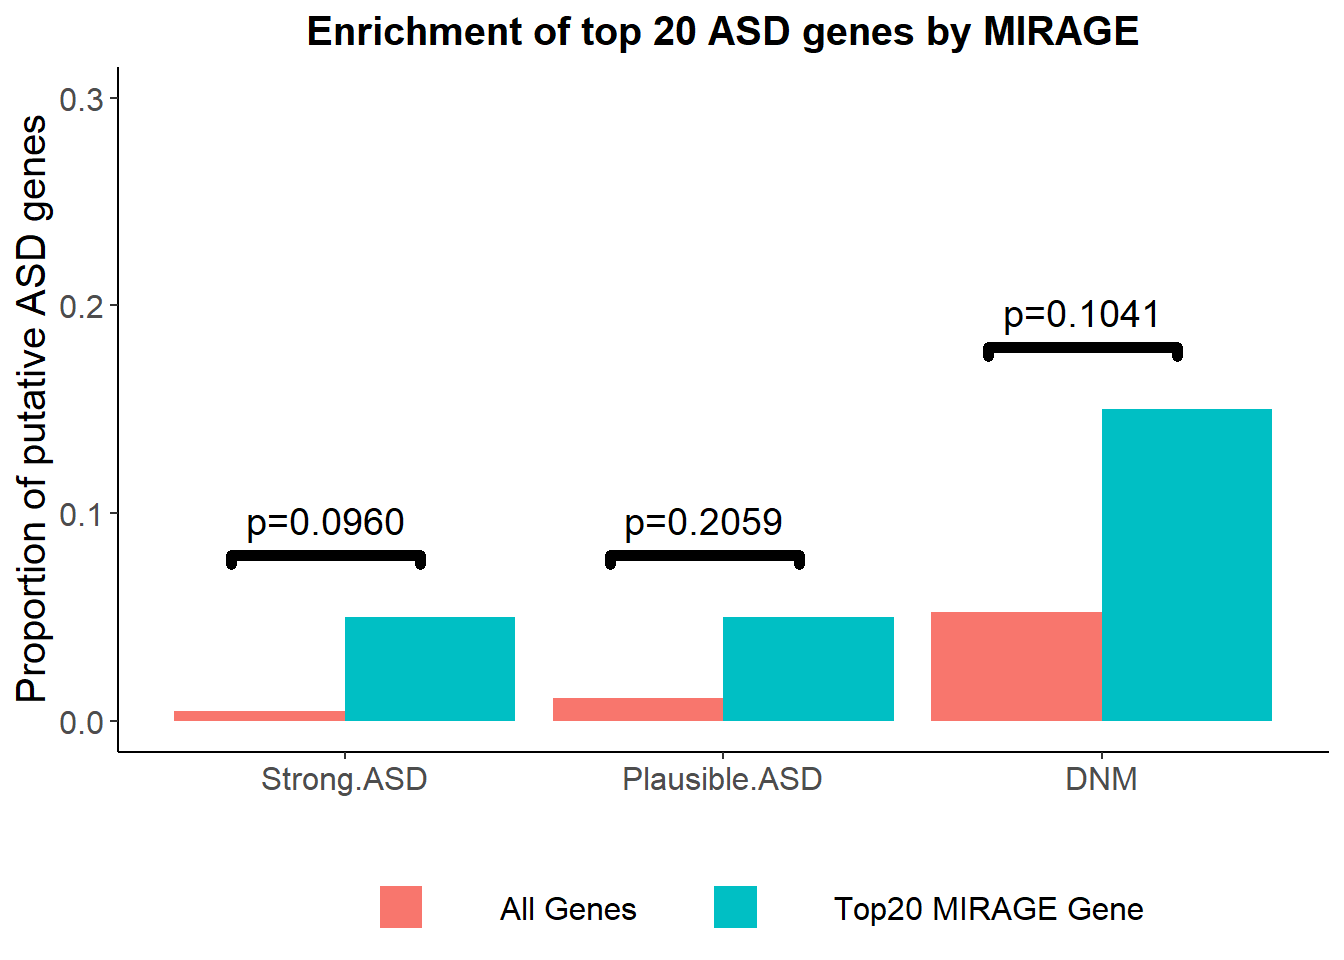 Enrichment of top 20 ASD genes by MIRAGE
Proportion of putative ASD genes
0.3
0.2
0.1
0.0
p=0.0960
p=0.2059
p=0.1041
Strong.ASD
Plausible.ASD
DNM
All Genes
Top20 MIRAGE Gene